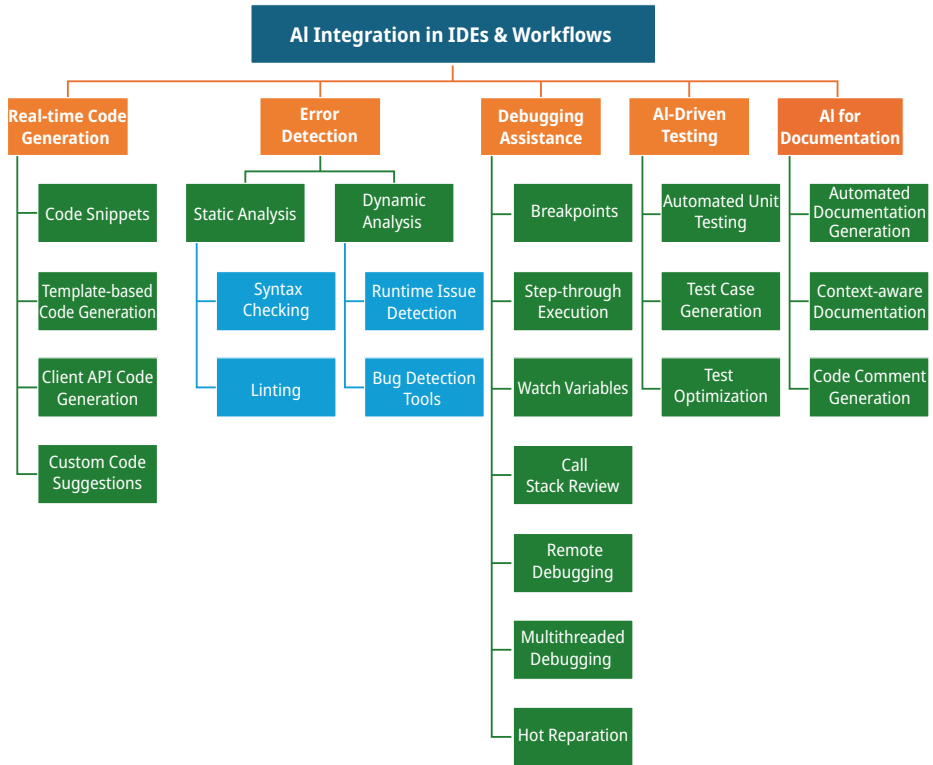 AI Integration in IDEs & Workflows
Real-time Code
Generation
Code Snippets
Template-based
Code Generation
Client API Code
Generation
Custom Code
Suggestions
Error
Detection
Static Analysis
Syntax
Checking
Linting
Dynamic
Analysis
Runtime Issue
Detection
Bug Detection
Tools
Debugging
Assistance
Breakpoints
Step-through
Execution
Watch Variables
Call
Stack Review
Remote
Debugging
Multithreaded
Debugging
Hot Reparation
AI-Driven
Testing
Automated Unit
Testing
Test Case
Generation
Test
Optimization
AI for
Documentation
Automated
Documentation
Generation
Context-aware
Documentation
Code Comment
Generation